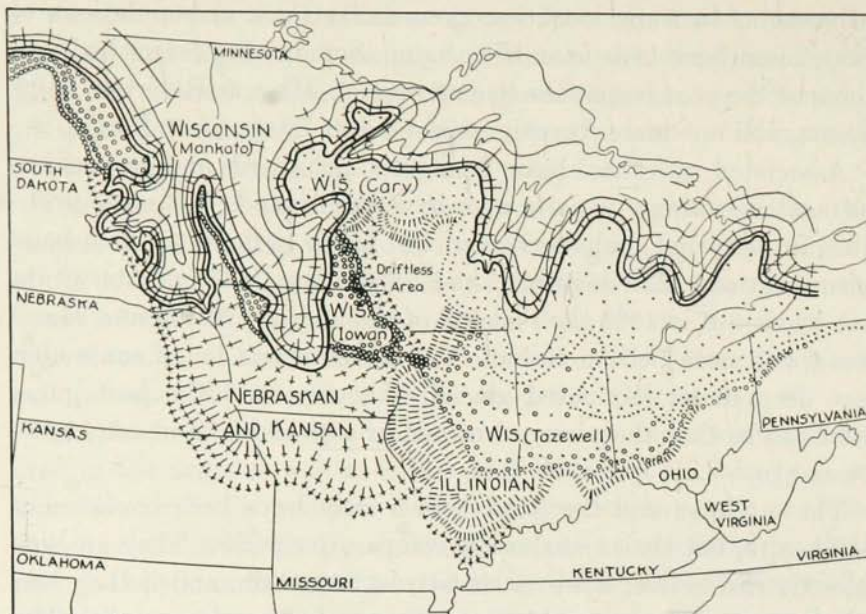 MINNESOTA
WISCONSIN
(Mankato)
SOUTH
DAKOTA
WIS. (Cary)
Driftless
Area
NEBRASKA
WIS.
(Iowan)
NEBRASKAN
AND KANSAN
WIS. (Tazewell)
PENNSYLVANIA
KANSAS
ILLINOIAN
OHIO
WEST
VIRGINIA
OKLAHOMA
MISSOURI
KENTUCKY
VIRGINIA